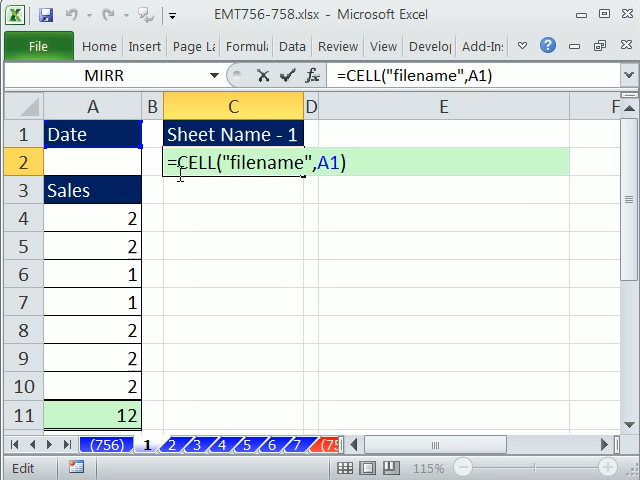 EMT756-758.xlsx - Microsoft Excel
File Home Insert Page La Formula Data Review View Develo Add-In:
MIRR fx =CELL("filename",A1)
A B C D E F
1 Date Sheet Name - 1
2 =CELL("filename",A1)
3 Sales
4 2
5 2
6 1
7 1
8 2
9 2
10 2
11 12
(756) 1 2 3 4 5 6 7 (75
Edit 115%